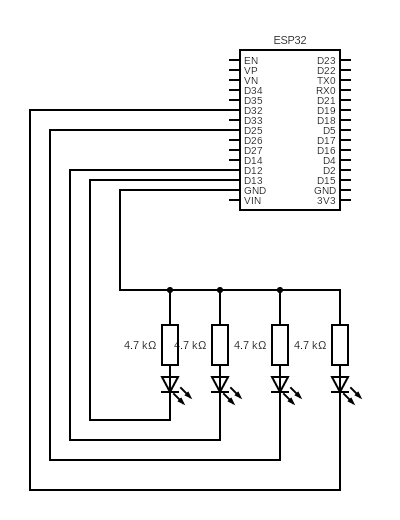 ESP32
EN D23
VP D22
VN TX0
D34 RX0
D35 D21
D32 D19
D33 D18
D25 D5
D26 D17
D27 D16
D14 D4
D12 D2
D13 D15
GND GND
VIN 3V3
4.7 kΩ 4.7 kΩ 4.7 kΩ 4.7 kΩ